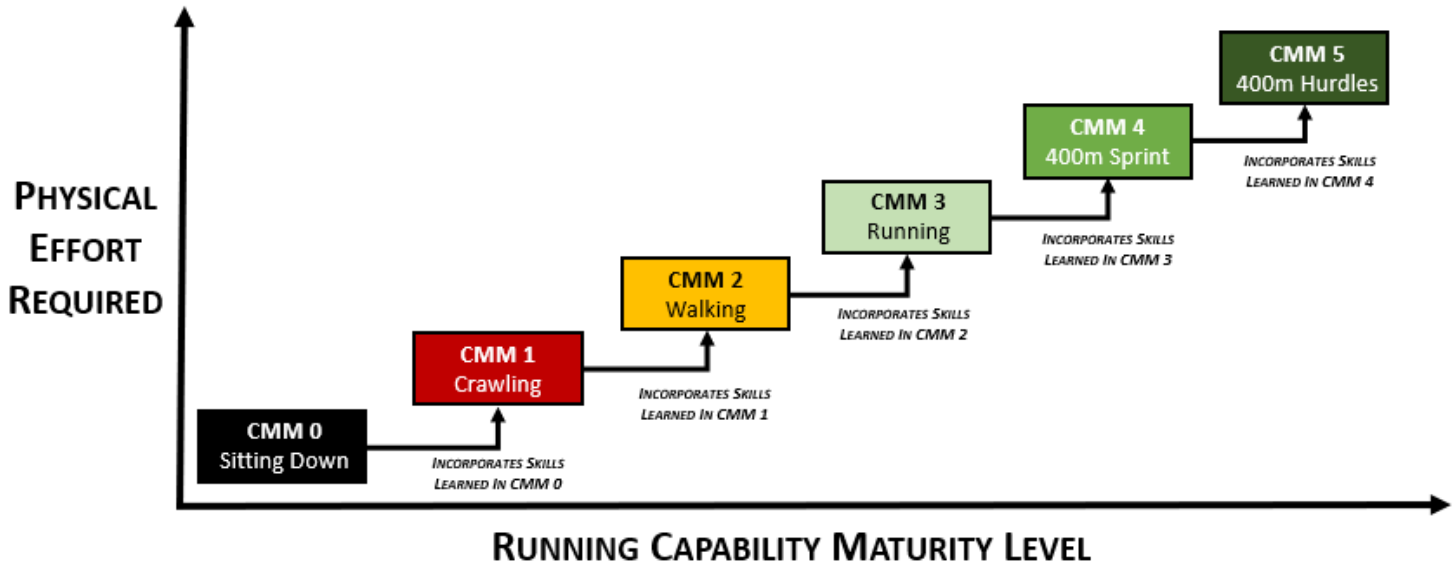 PHYSICAL
EFFORT
REQUIRED
CMM 0
Sitting Down
INCORPORATES SKILLS
LEARNED IN CMM 0
CMM 1
Crawling
INCORPORATES SKILLS
LEARNED IN CMM 1
CMM 2
Walking
INCORPORATES SKILLS
LEARNED IN CMM 2
CMM 3
Running
INCORPORATES SKILLS
LEARNED IN CMM 3
CMM 4
400m Sprint
INCORPORATES SKILLS
LEARNED IN CMM 4
CMM 5
400m Hurdles
RUNNING CAPABILITY MATURITY LEVEL